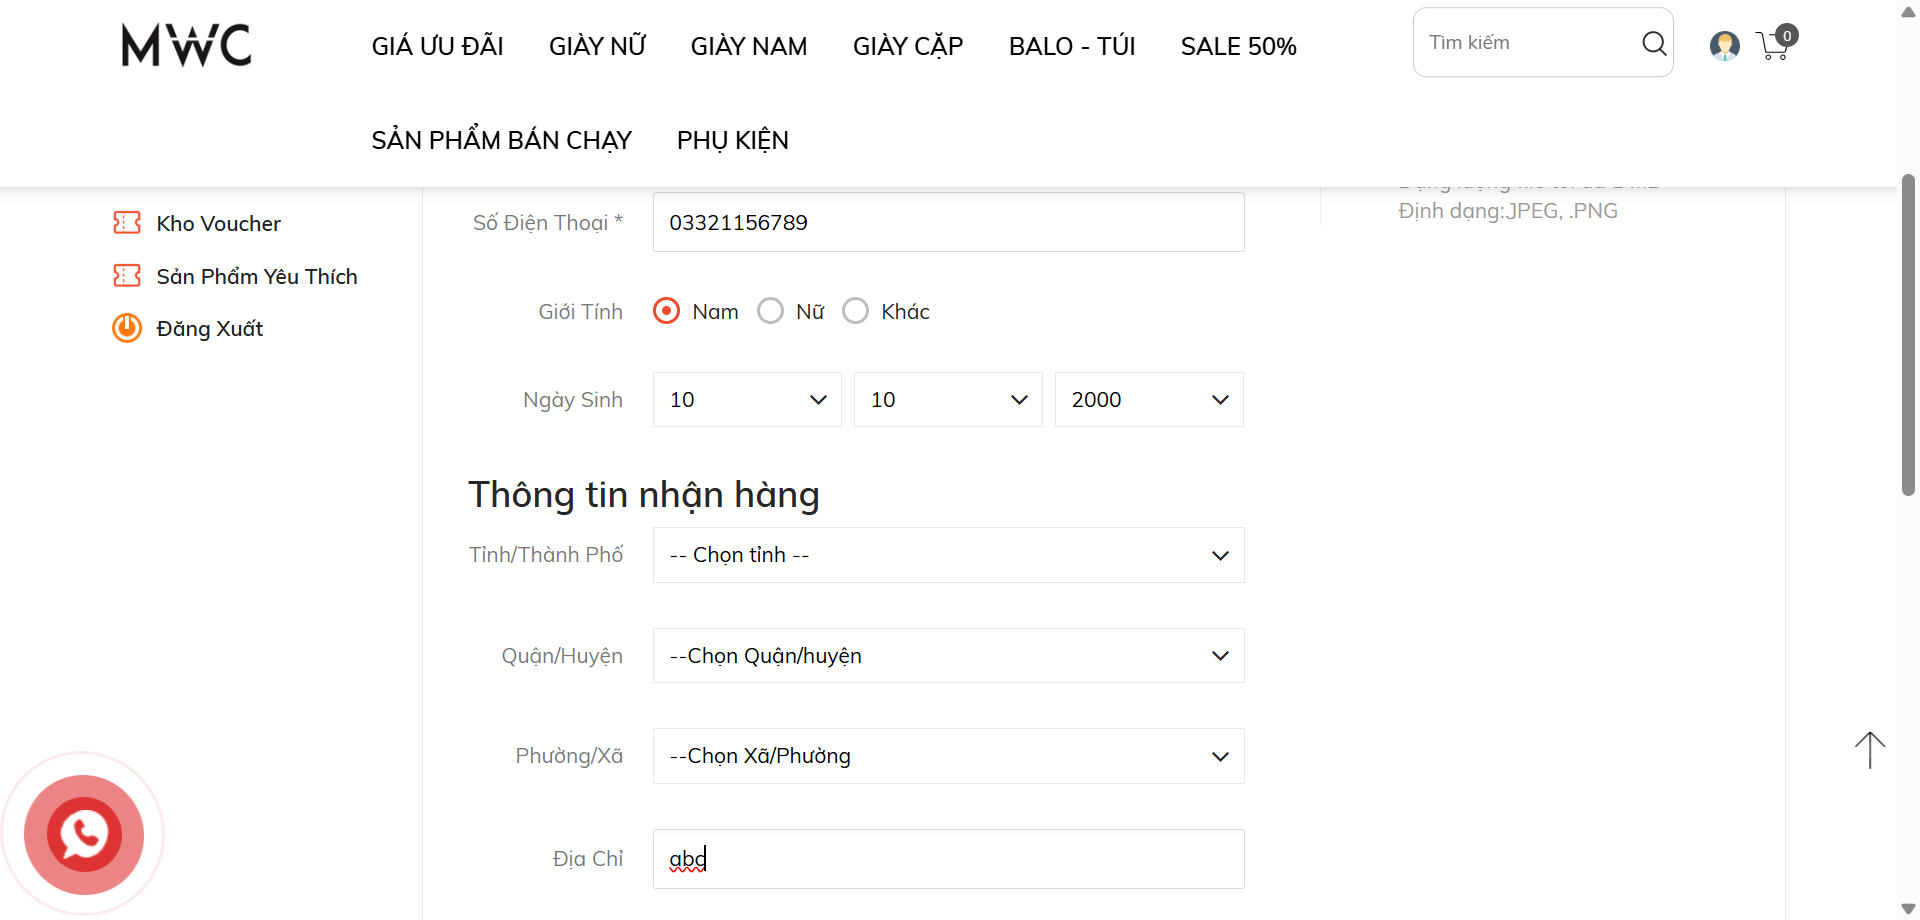 MWC
GIÁ ƯU ĐÃI GIÀY NỮ GIÀY NAM GIÀY CẶP BALO - TÚI SALE 50%
Tìm kiếm
0
SẢN PHẨM BÁN CHẠY PHỤ KIỆN
Kho Voucher
Sản Phẩm Yêu Thích
Đăng Xuất
Số Điện Thoại * 03321156789
Định dạng:.JPEG, .PNG
Giới Tính Nam Nữ Khác
Ngày Sinh 10 10 2000
Thông tin nhận hàng
Tỉnh/Thành Phố -- Chọn tỉnh --
Quận/Huyện --Chọn Quận/huyện
Phường/Xã --Chọn Xã/Phường
Địa Chỉ abc